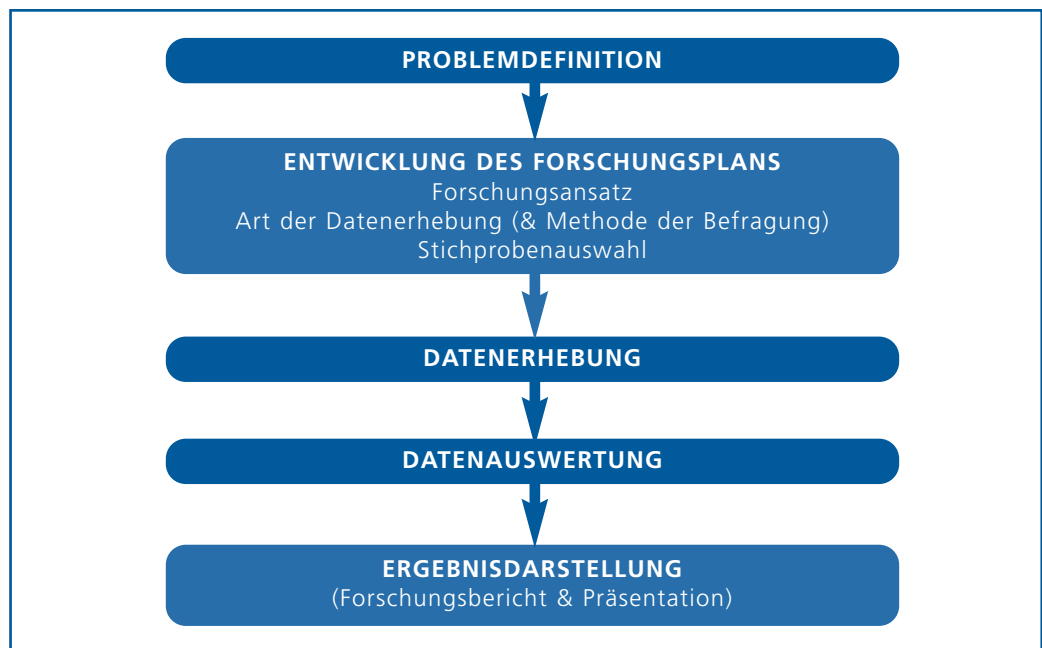 PROBLEMDEFINITION
ENTWICKLUNG DES FORSCHUNGSPLANS
Forschungsansatz
Art der Datenerhebung (& Methode der Befragung)
Stichprobenauswahl
DATENERHEBUNG
DATENAUSWERTUNG
ERGEBNISDARSTELLUNG
(Forschungsbericht & Präsentation)